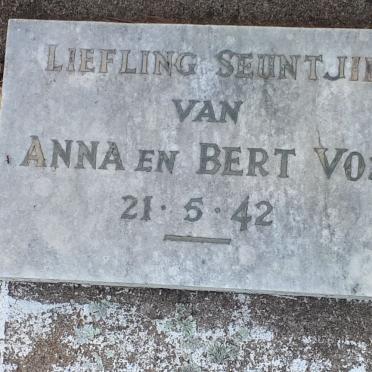 LIEFLING SEUNTJIE
VAN
ANNA EN BERT
21·5·42